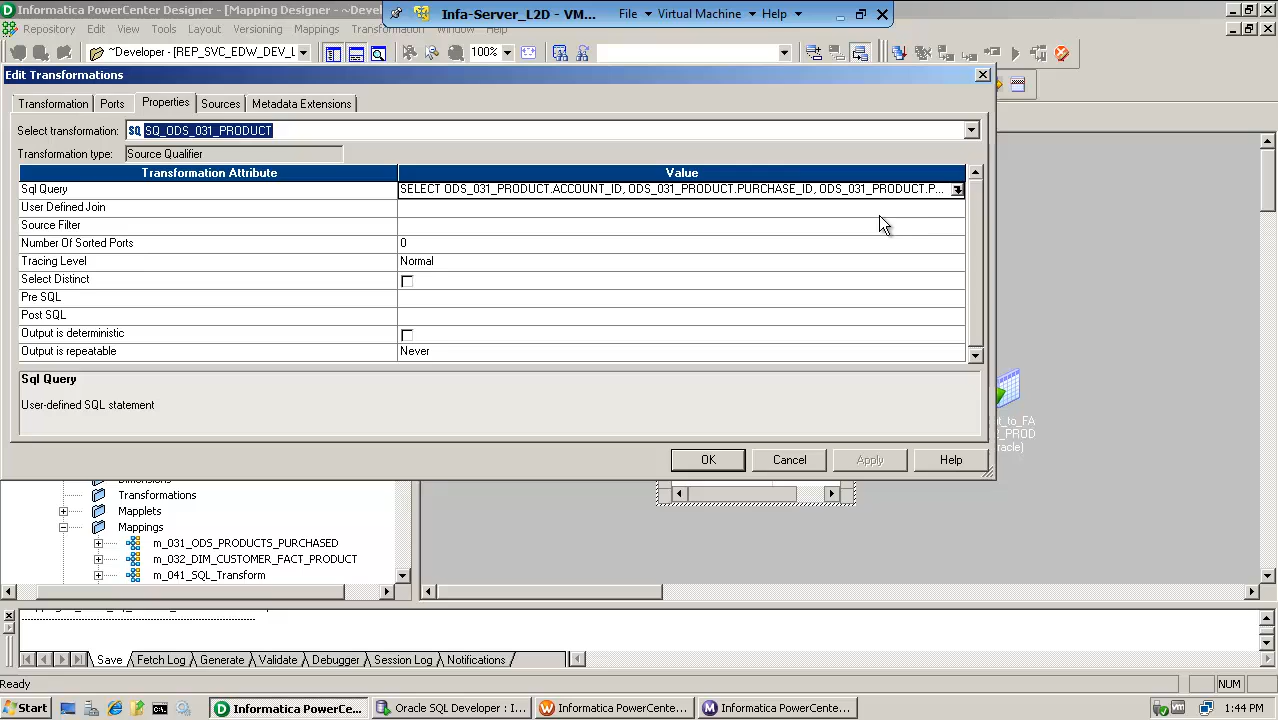 Informatica PowerCenter Designer - [Mapping Designer - ~Dev
Infa-Server_L2D - VM... File Virtual Machine Help
Repository Edit View Tools Layout Versioning Mappings Transformation Window Help
~Developer - [REP_SVC_EDW_DEV_L 100%
Edit Transformations
Transformation Ports Properties Sources Metadata Extensions
Select transformation: SQ SQ_ODS_031_PRODUCT
Transformation type: Source Qualifier
Transformation Attribute Value
Sql Query SELECT ODS_031_PRODUCT.ACCOUNT_ID, ODS_031_PRODUCT.PURCHASE_ID, ODS_031_PRODUCT.P...
User Defined Join
Source Filter
Number Of Sorted Ports 0
Tracing Level Normal
Select Distinct
Pre SQL
Post SQL
Output is deterministic
Output is repeatable Never
Sql Query
User-defined SQL statement
nt_to_FA
2_PROD
racle)
OK Cancel Apply Help
Transformations
Mapplets
Mappings
m_031_ODS_PRODUCTS_PURCHASED
m_032_DIM_CUSTOMER_FACT_PRODUCT
m_041_SQL_Transform
Save Fetch Log Generate Validate Debugger Session Log Notifications
Ready NUM
Start Informatica PowerCe... Oracle SQL Developer : I... Informatica PowerCente... Informatica PowerCente... 1:44 PM